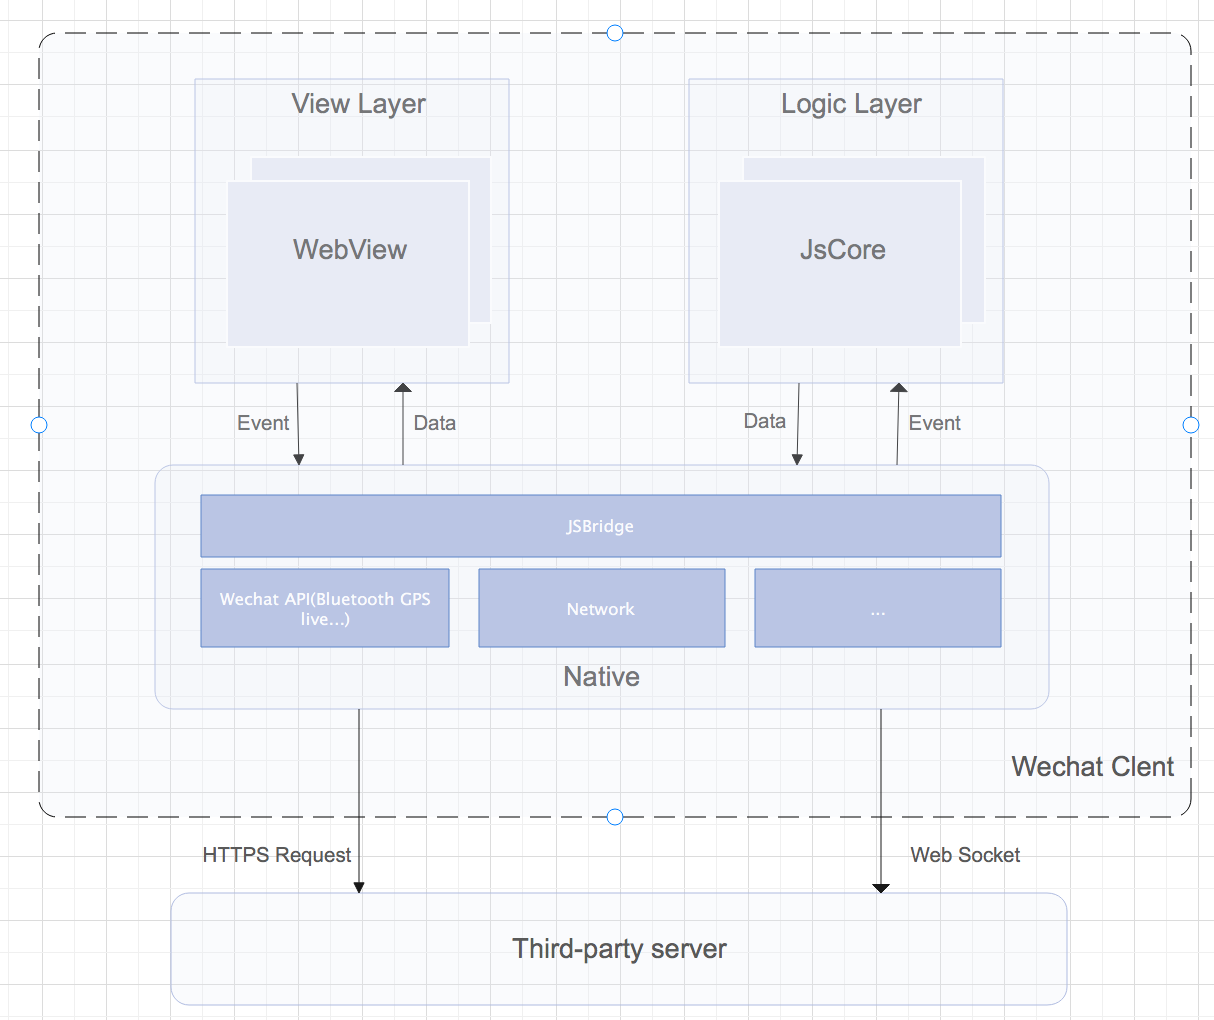 View Layer
Logic Layer
WebView
JsCore
Event
Data
Data
Event
JSBridge
Wechat API(Bluetooth GPS
live...)
Network
...
Native
Wechat Clent
HTTPS Request
Web Socket
Third-party server